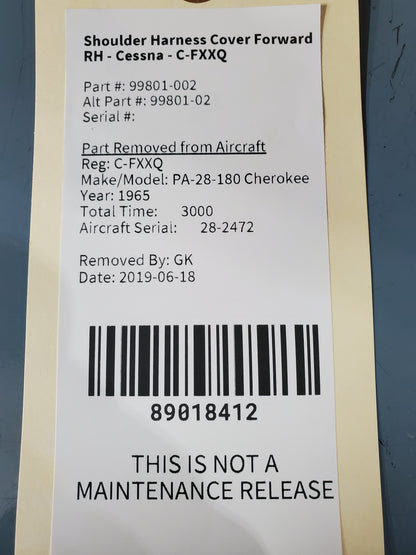 Shoulder Harness Cover Forward
RH - Cessna - C-FXXQ
Part #: 99801-002
Alt Part #: 99801-02
Serial #:
Part Removed from Aircraft
Reg: C-FXXQ
Make/Model: PA-28-180 Cherokee
Year: 1965
Total Time: 3000
Aircraft Serial: 28-2472
Removed By: GK
Date: 2019-06-18
89018412
THIS IS NOT A
MAINTENANCE RELEASE